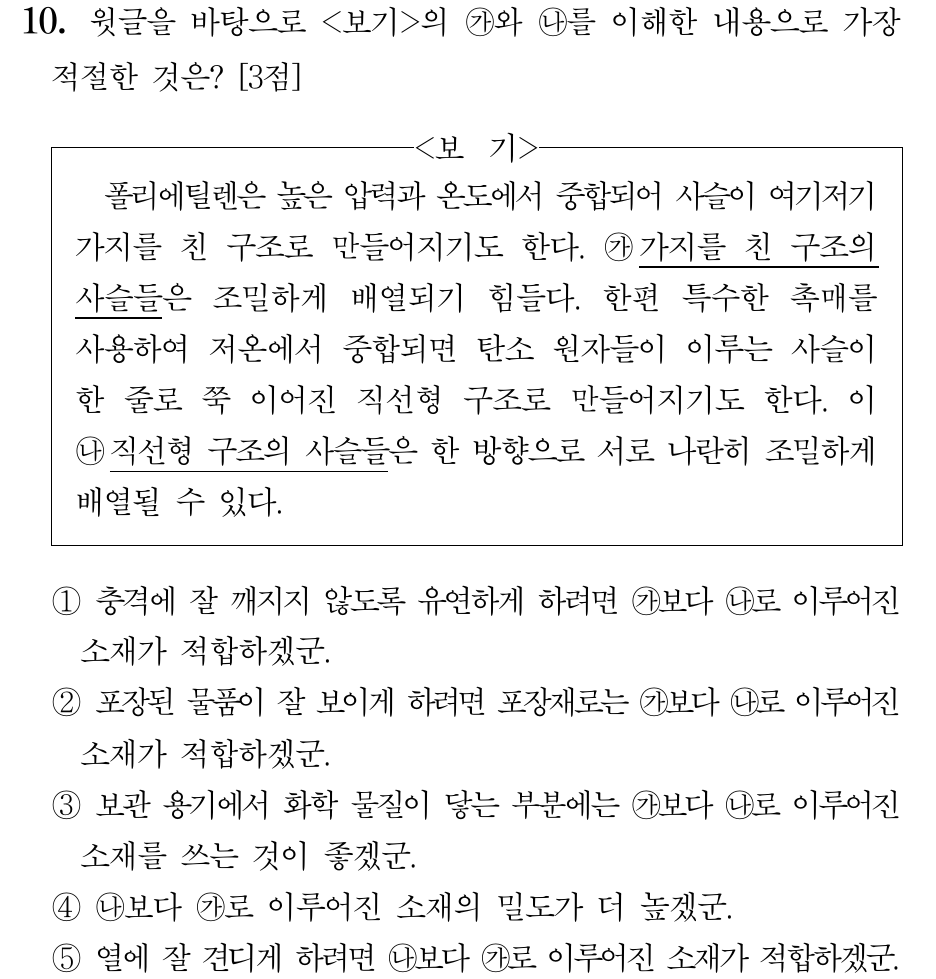 10. 윗글을 바탕으로 <보기>의 ㉮와 ㉯를 이해한 내용으로 가장
적절한 것은? [3점]
<보 기>
폴리에틸렌은 높은 압력과 온도에서 중합되어 사슬이 여기저기
가지를 친 구조로 만들어지기도 한다. ㉮가지를 친 구조의
사슬들은 조밀하게 배열되기 힘들다. 한편 특수한 촉매를
사용하여 저온에서 중합되면 탄소 원자들이 이루는 사슬이
한 줄로 쭉 이어진 직선형 구조로 만들어지기도 한다. 이
㉯직선형 구조의 사슬들은 한 방향으로 서로 나란히 조밀하게
배열될 수 있다.
① 충격에 잘 깨지지 않도록 유연하게 하려면 ㉮보다 ㉯로 이루어진
소재가 적합하겠군.
② 포장된 물품이 잘 보이게 하려면 포장재로는 ㉮보다 ㉯로 이루어진
소재가 적합하겠군.
③ 보관 용기에서 화학 물질이 닿는 부분에는 ㉮보다 ㉯로 이루어진
소재를 쓰는 것이 좋겠군.
④ ㉯보다 ㉮로 이루어진 소재의 밀도가 더 높겠군.
⑤ 열에 잘 견디게 하려면 ㉯보다 ㉮로 이루어진 소재가 적합하겠군.